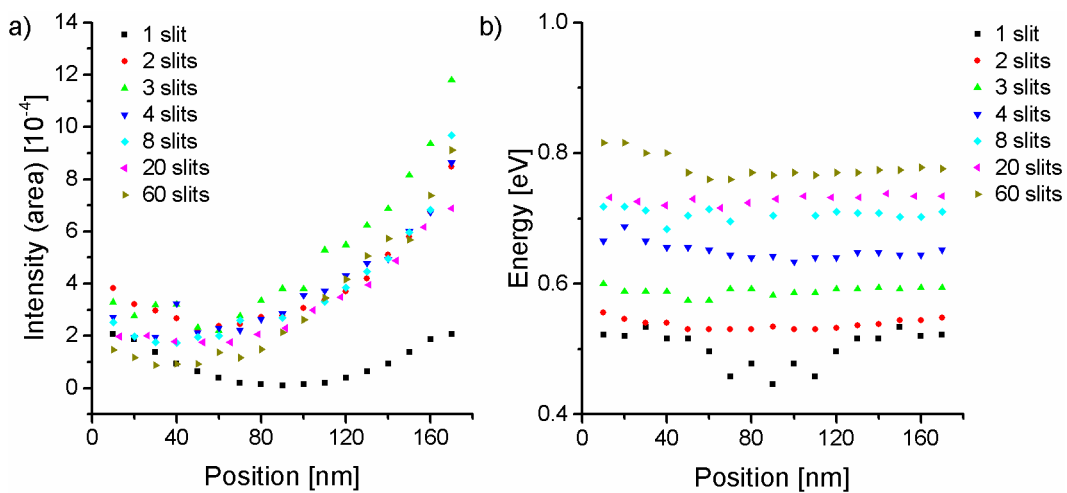 a)
Intensity (area) [10⁻⁴]
14
12
10
8
6
4
2
0
1 slit
2 slits
3 slits
4 slits
8 slits
20 slits
60 slits
0 40 80 120 160
Position [nm]
b)
Energy [eV]
1.0
0.8
0.6
0.4
1 slit
2 slits
3 slits
4 slits
8 slits
20 slits
60 slits
0 40 80 120 160
Position [nm]